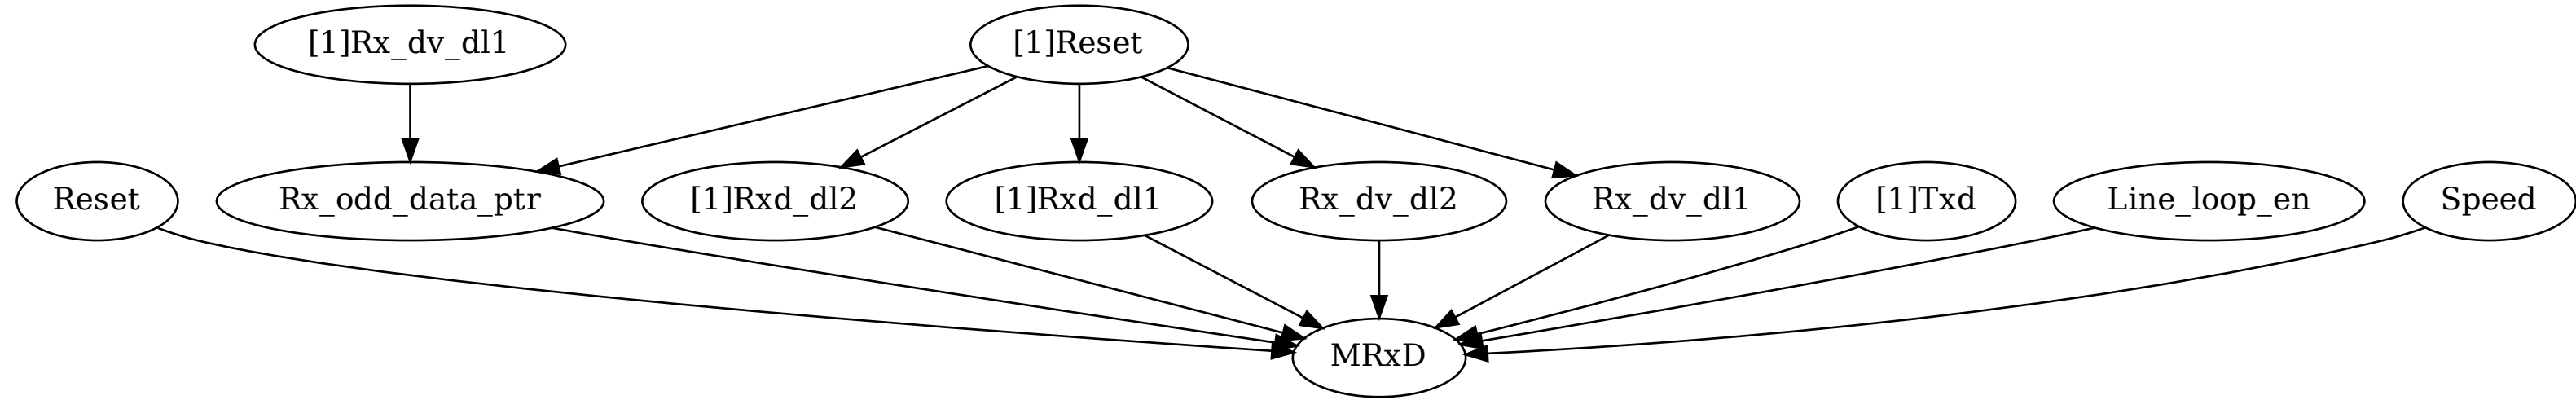 [1]Rx_dv_dl1
[1]Reset
Reset
Rx_odd_data_ptr
[1]Rxd_dl2
[1]Rxd_dl1
Rx_dv_dl2
Rx_dv_dl1
[1]Txd
Line_loop_en
Speed
MRxD